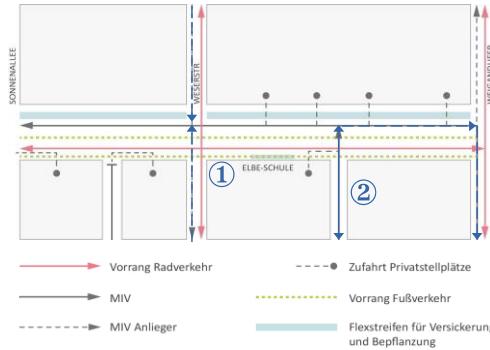 SONNENALLEE
WESERSTR
WEIGANDUFER
ELBE-SCHULE
①
②
Vorrang Radverkehr
Zufahrt Privatstellplätze
MIV
Vorrang Fußverkehr
MIV Anlieger
Flexstreifen für Versickerung
und Bepflanzung